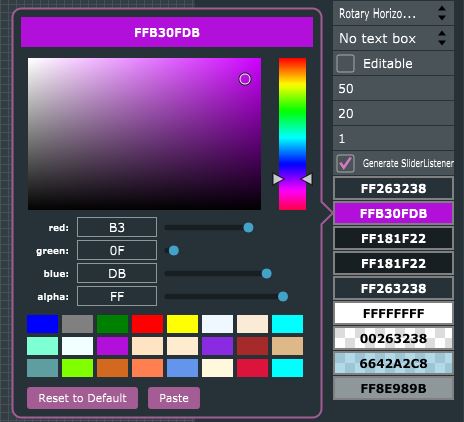 FFB30FDB
red: B3
green: 0F
blue: DB
alpha: FF
Reset to Default Paste
Rotary Horizo...
No text box
Editable
50
20
1
Generate SliderListener
FF263238
FFB30FDB
FF181F22
FF181F22
FF263238
FFFFFFFF
00263238
6642A2C8
FF8E989B